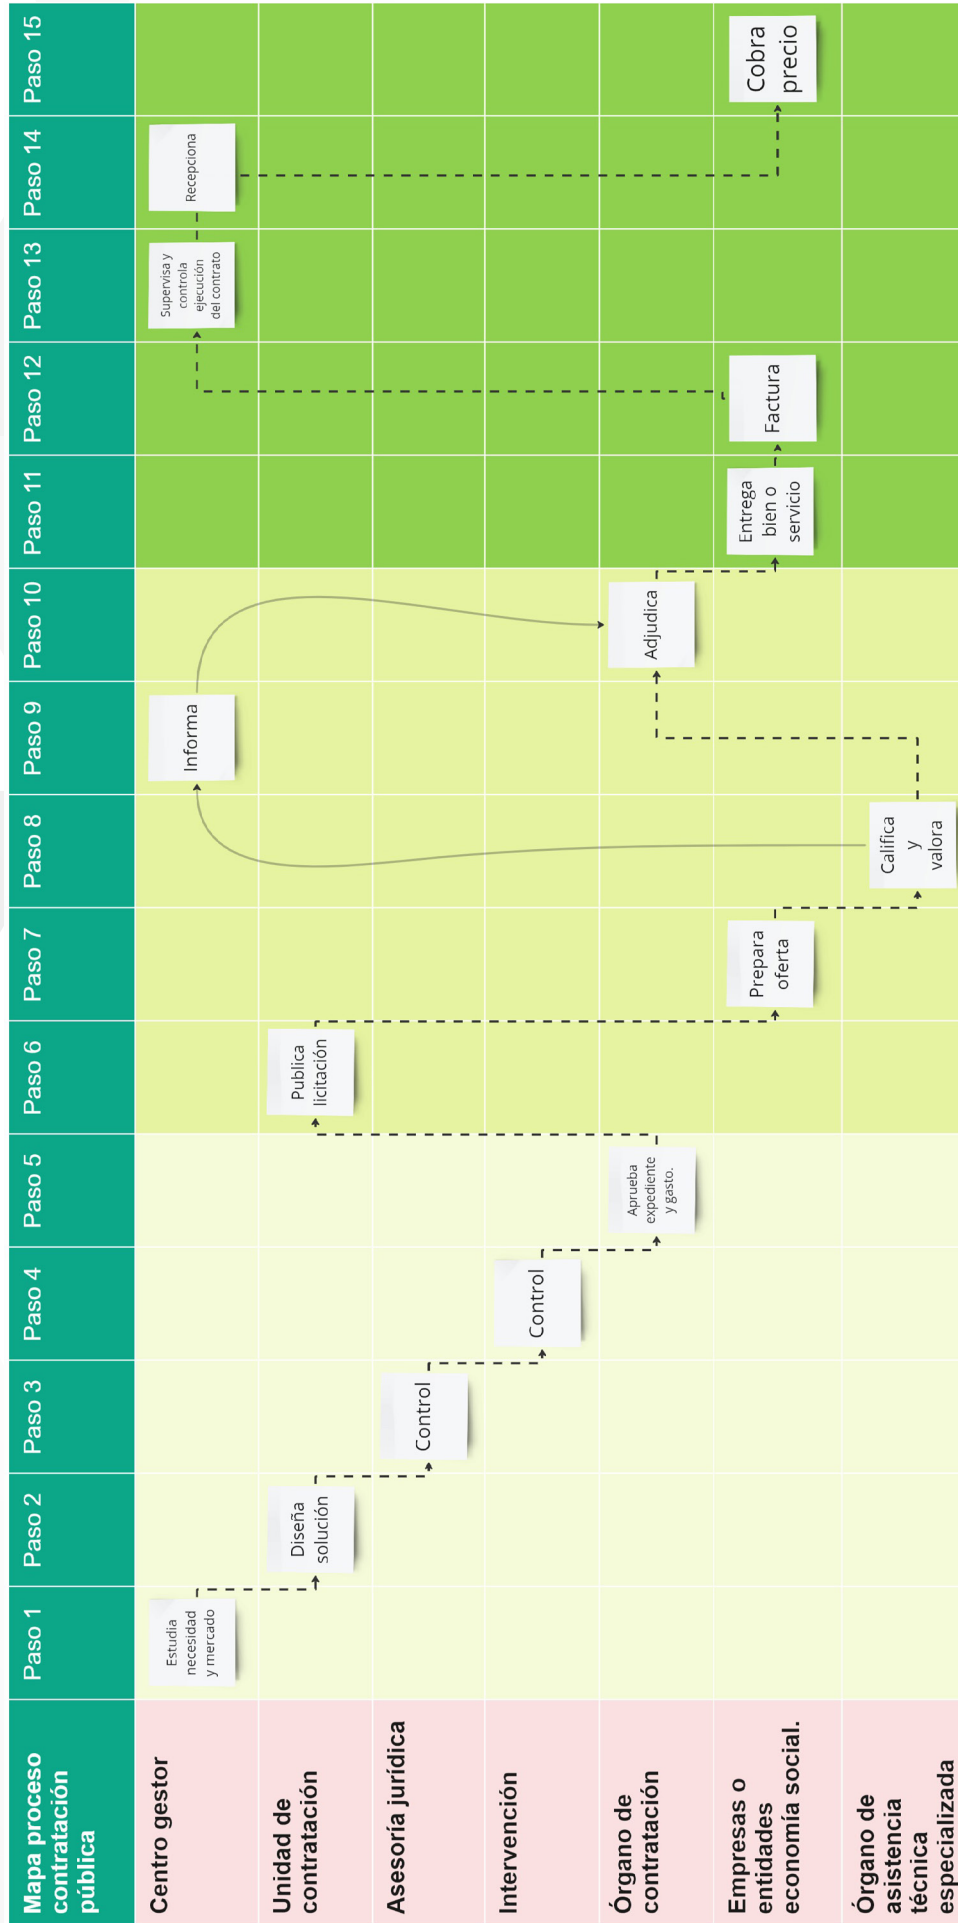 Mapa proceso
contratación
pública
Paso 1
Paso 2
Paso 3
Paso 4
Paso 5
Paso 6
Paso 7
Paso 8
Paso 9
Paso 10
Paso 11
Paso 12
Paso 13
Paso 14
Paso 15
Centro gestor
Estudia
necesidad
y mercado
Informa
Supervisa y
controla
ejecución
del contrato
Recepciona
Unidad de
contratación
Diseña
solución
Publica
licitación
Asesoría jurídica
Control
Intervención
Control
Órgano de
contratación
Aprueba
expediente
y gasto.
Adjudica
Empresas o
entidades
economía social.
Prepara
oferta
Entrega
bien o
servicio
Factura
Cobra
precio
Órgano de
asistencia
técnica
especializada
Califica
y
valora